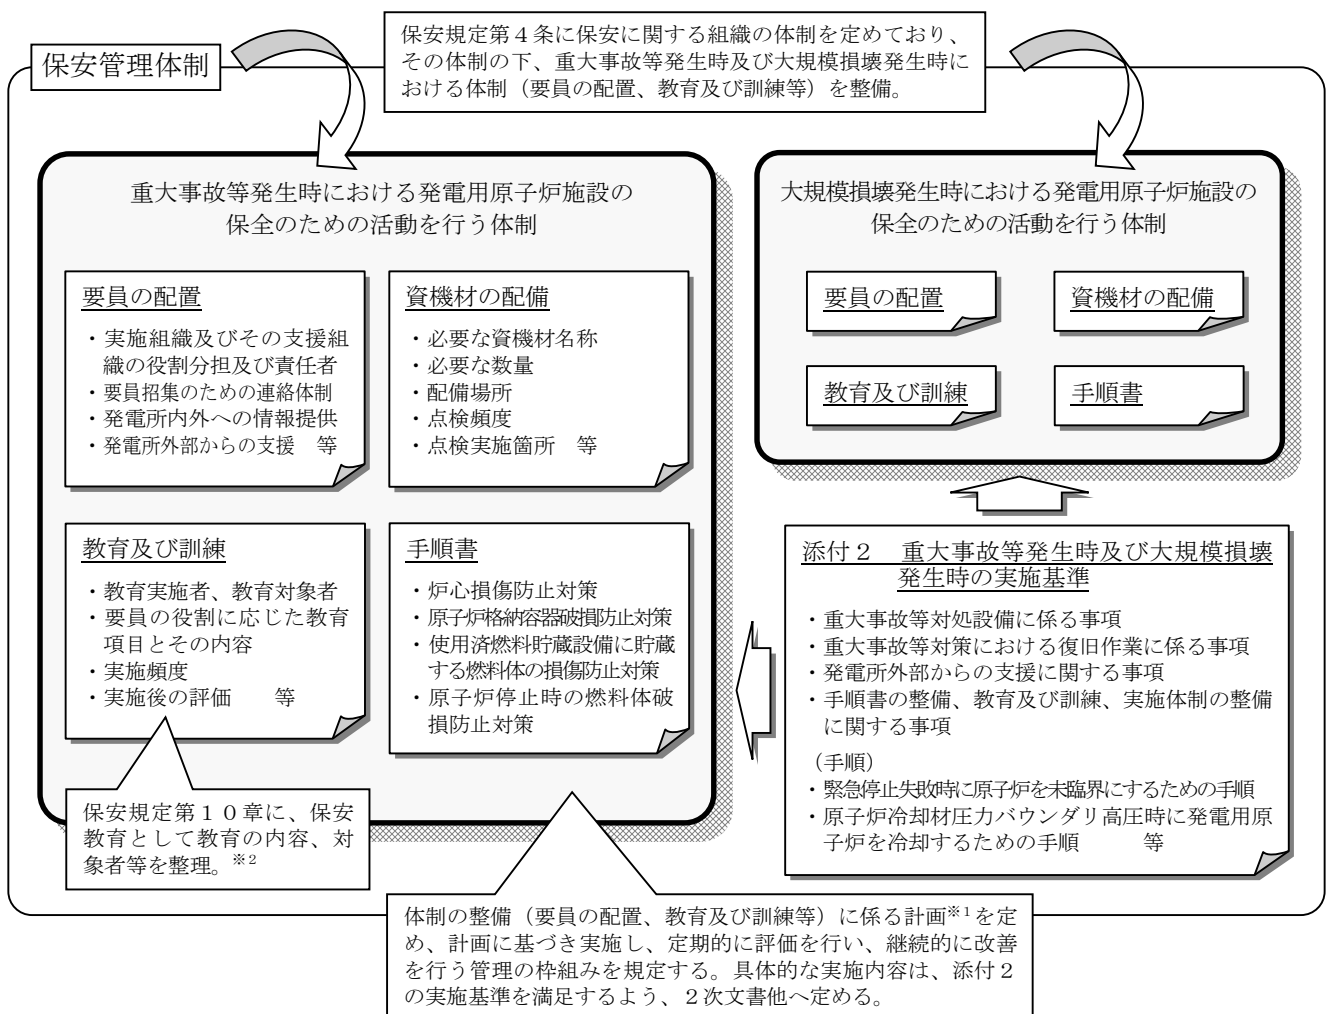 保安管理体制
保安規定第４条に保安に関する組織の体制を定めており、
その体制の下、重大事故等発生時及び大規模損壊発生時に
おける体制（要員の配置、教育及び訓練等）を整備。
重大事故等発生時における発電用原子炉施設の
保全のための活動を行う体制
要員の配置
・実施組織及びその支援組
織の役割分担及び責任者
・要員招集のための連絡体制
・発電所内外への情報提供
・発電所外部からの支援　等
資機材の配備
・必要な資機材名称
・必要な数量
・配備場所
・点検頻度
・点検実施箇所　等
教育及び訓練
・教育実施者、教育対象者
・要員の役割に応じた教育
項目とその内容
・実施頻度
・実施後の評価　　等
手順書
・炉心損傷防止対策
・原子炉格納容器破損防止対策
・使用済燃料貯蔵設備に貯蔵
する燃料体の損傷防止対策
・原子炉停止時の燃料体破
損防止対策
保安規定第１０章に、保安
教育として教育の内容、対
象者等を整理。※２
大規模損壊発生時における発電用原子炉施設の
保全のための活動を行う体制
要員の配置
資機材の配備
教育及び訓練
手順書
添付２　重大事故等発生時及び大規模損壊
発生時の実施基準
・重大事故等対処設備に係る事項
・重大事故等対策における復旧作業に係る事項
・発電所外部からの支援に関する事項
・手順書の整備、教育及び訓練、実施体制の整備
に関する事項
（手順）
・緊急停止失敗時に原子炉を未臨界にするための手順
・原子炉冷却材圧力バウンダリ高圧時に発電用原
子炉を冷却するための手順　　　等
体制の整備（要員の配置、教育及び訓練等）に係る計画※１を定
め、計画に基づき実施し、定期的に評価を行い、継続的に改善
を行う管理の枠組みを規定する。具体的な実施内容は、添付２
の実施基準を満足するよう、２次文書他へ定める。